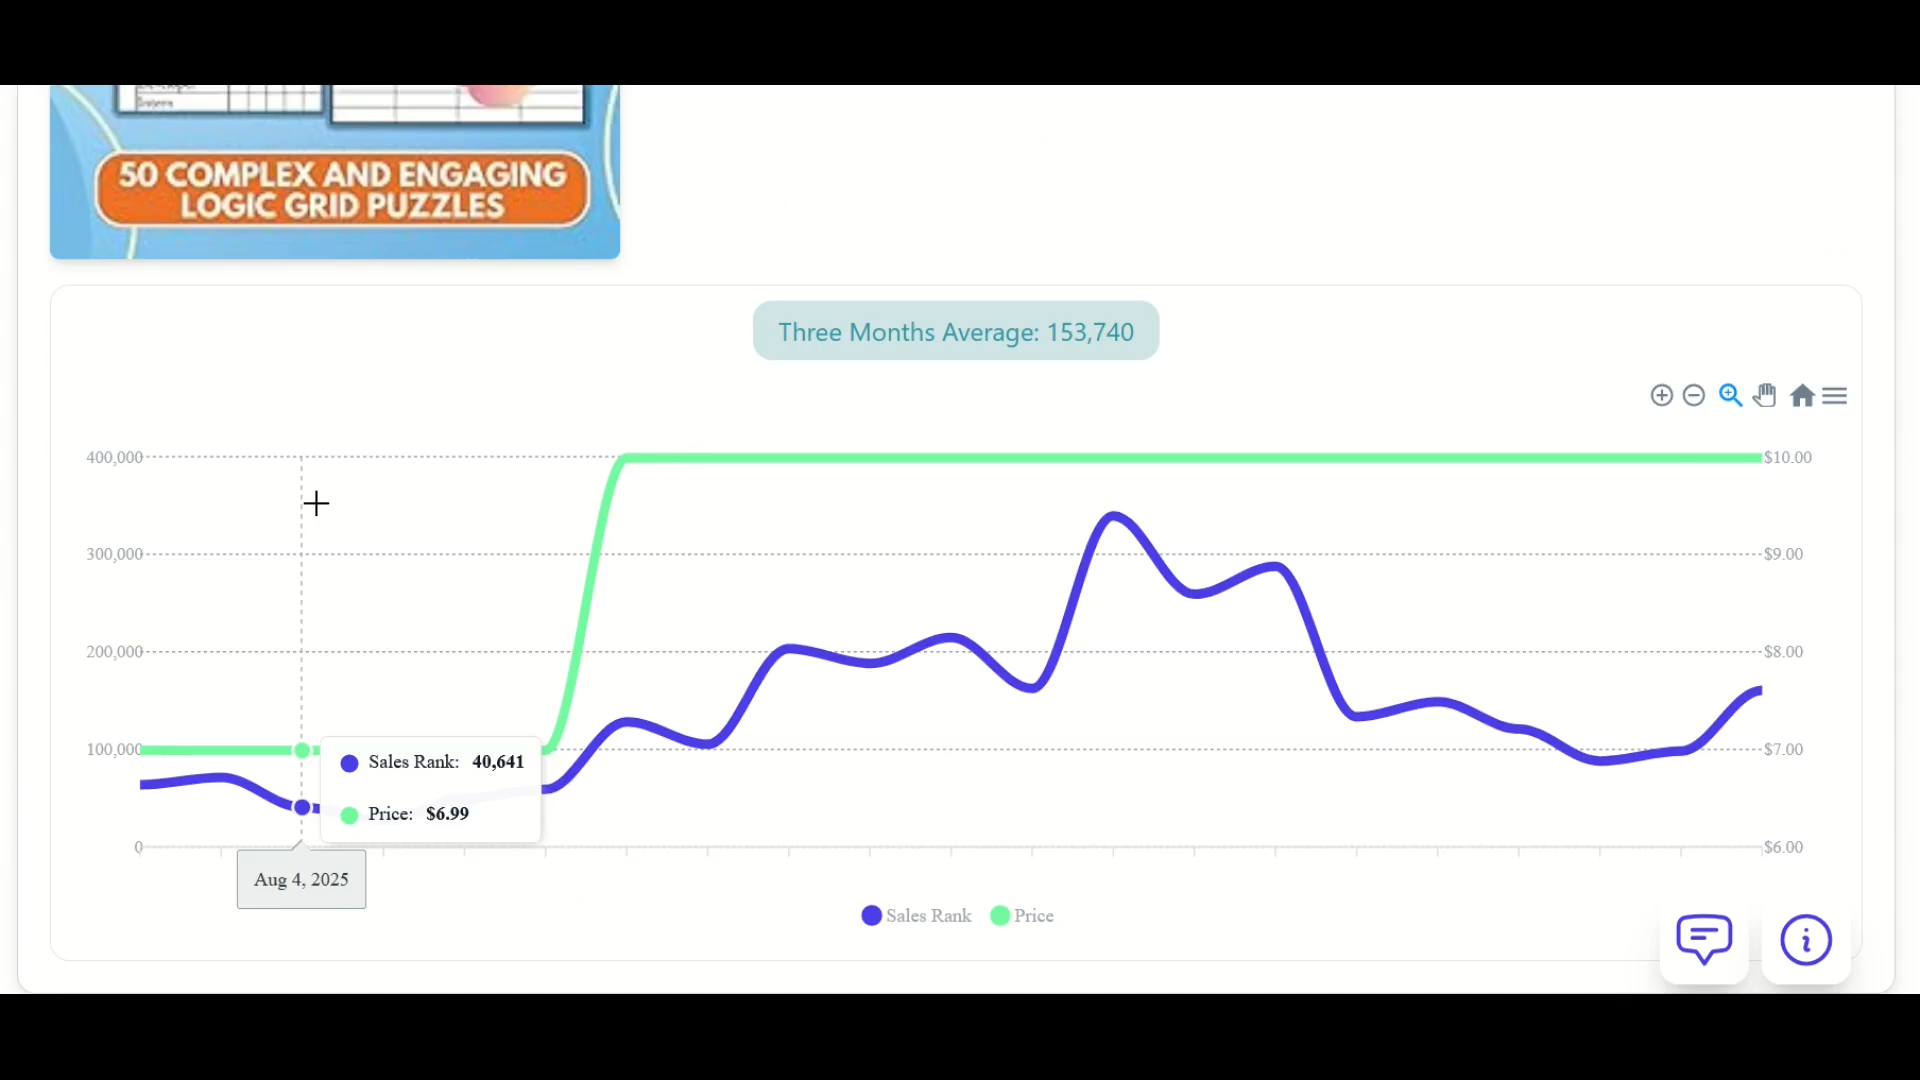 50 COMPLEX AND ENGAGING
LOGIC GRID PUZZLES
Three Months Average: 153,740
400,000
$10.00
300,000
$9.00
200,000
$8.00
100,000
$7.00
0
$6.00
Sales Rank: 40,641
Price: $6.99
Aug 4, 2025
Sales Rank
Price